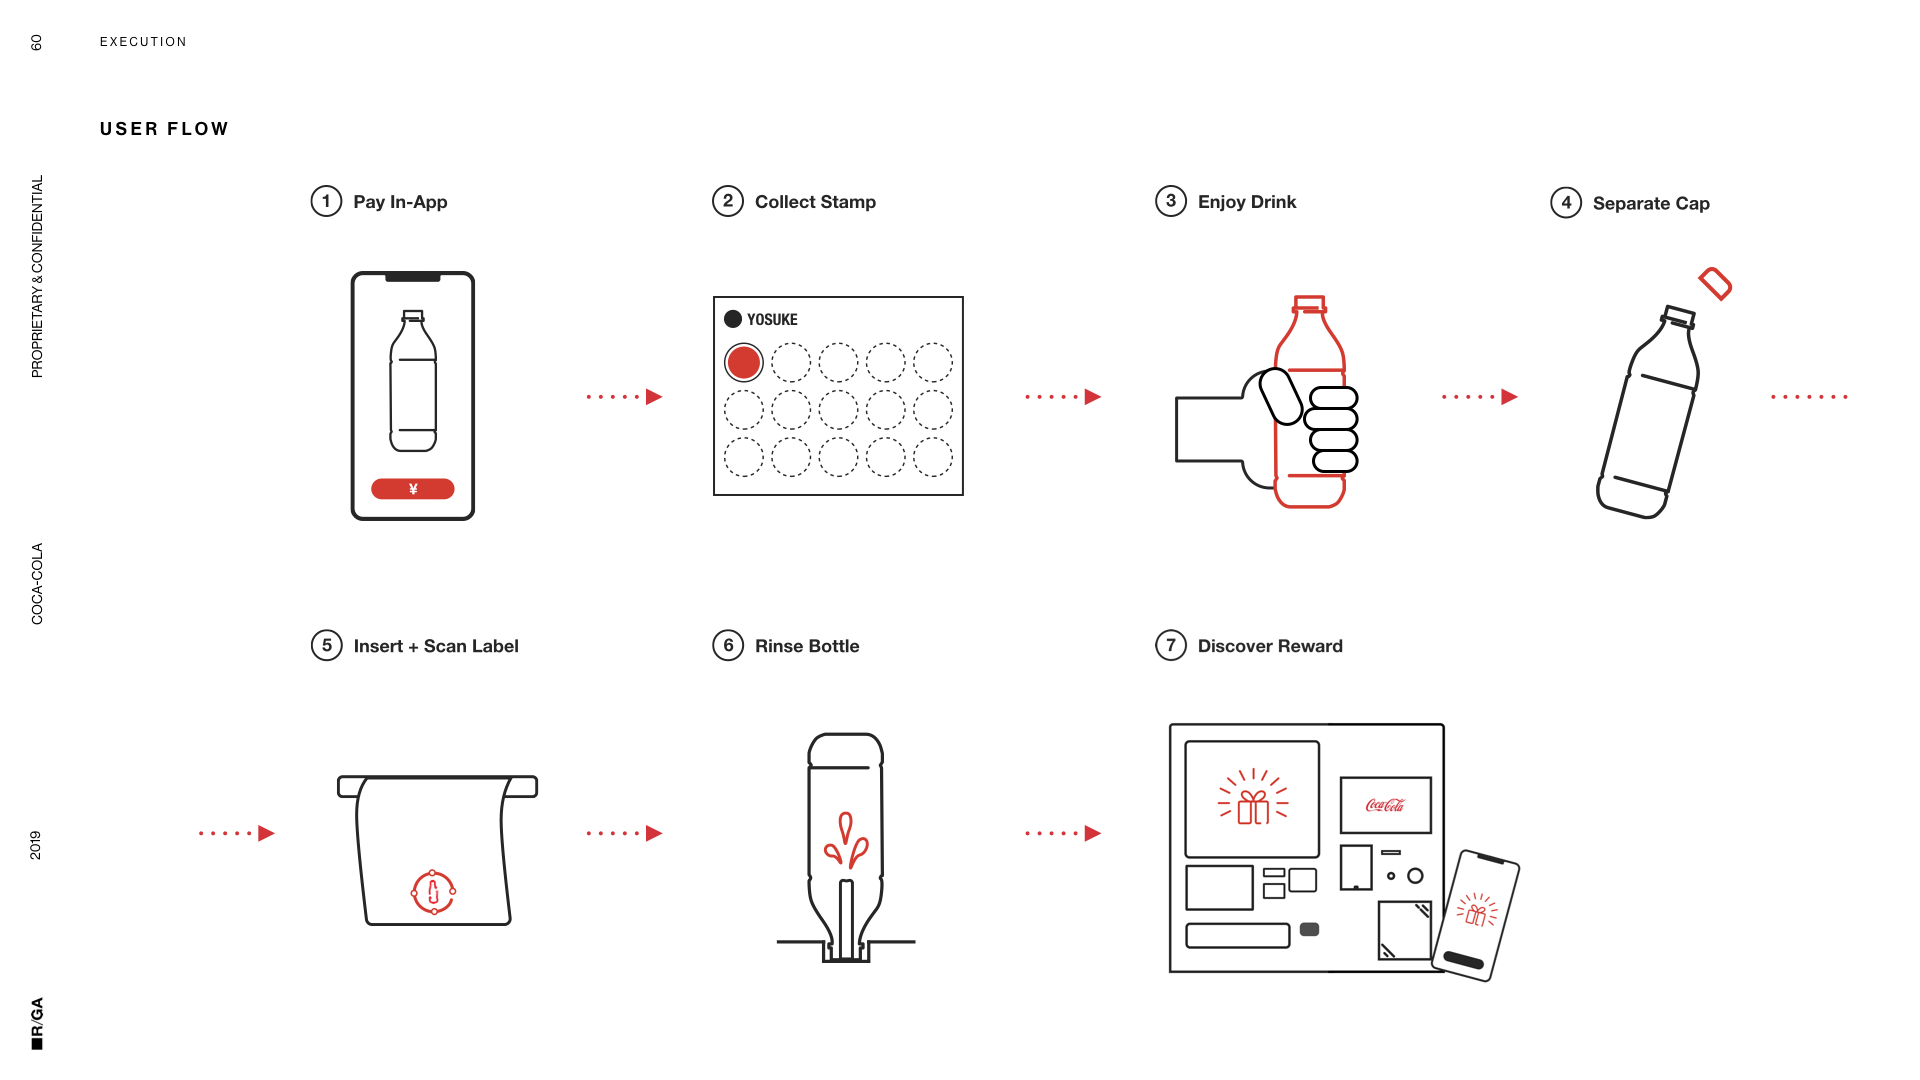 60
EXECUTION
PROPRIETARY & CONFIDENTIAL
COCA-COLA
2019
R/GA
USER FLOW
1 Pay In-App
¥
2 Collect Stamp
YOSUKE
3 Enjoy Drink
4 Separate Cap
5 Insert + Scan Label
6 Rinse Bottle
7 Discover Reward
Coca-Cola